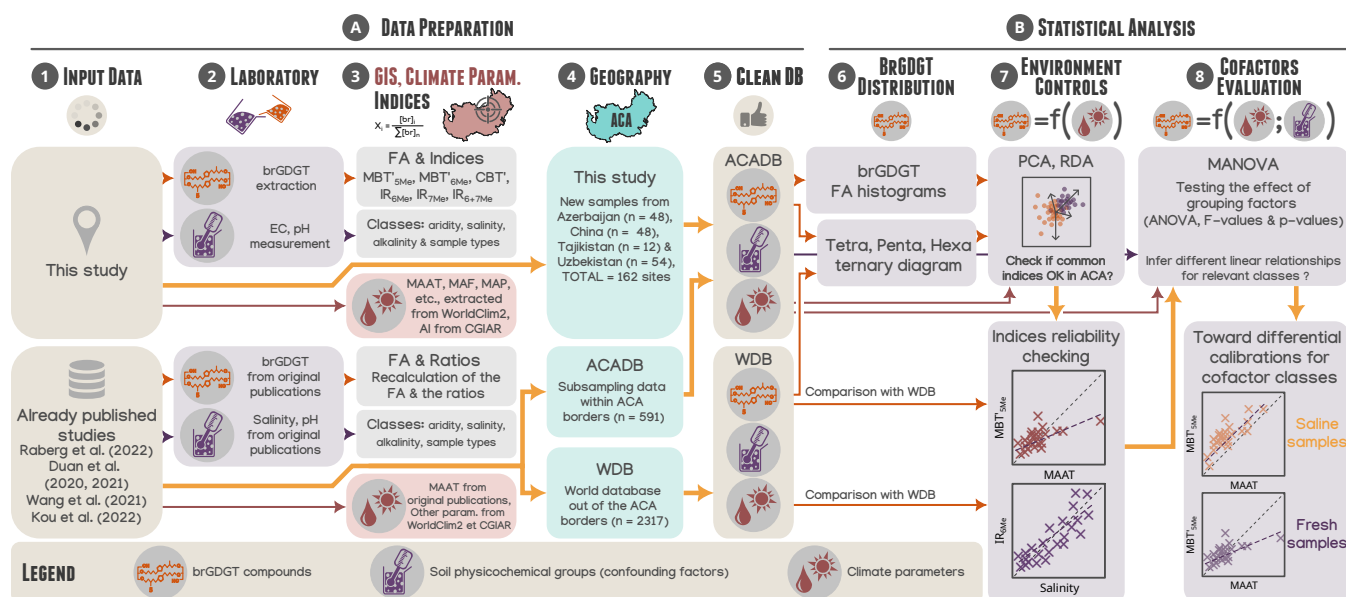 A DATA PREPARATION
B STATISTICAL ANALYSIS
1 INPUT DATA
2 LABORATORY
3 GIS, CLIMATE PARAM.
INDICES
Xᵢ = [br]ᵢ / ∑[br]ₙ
4 GEOGRAPHY
ACA
5 CLEAN DB
6 BRGDGT
DISTRIBUTION
7 ENVIRONMENT
CONTROLS
=f( )
8 COFACTORS
EVALUATION
=f( ; )
This study
brGDGT
extraction
EC, pH
measurement
FA & Indices
MBT'5Me, MBT'6Me, CBT',
IR6Me, IR7Me, IR6+7Me
Classes: aridity, salinity,
alkalinity & sample types
MAAT, MAF, MAP,
etc., extracted
from WorldClim2,
AI from CGIAR
This study
New samples from
Azerbaijan (n = 48),
China (n = 48),
Tajikistan (n = 12) &
Uzbekistan (n = 54),
TOTAL = 162 sites
ACADB
brGDGT
FA histograms
Tetra, Penta, Hexa
ternary diagram
PCA, RDA
Check if common
indices OK in ACA?
MANOVA
Testing the effect of
grouping factors
(ANOVA, F-values & p-values)
Infer different linear relationships
for relevant classes ?
Already published
studies
Raberg et al. (2022)
Duan et al.
(2020, 2021)
Wang et al. (2021)
Kou et al. (2022)
brGDGT
from original
publications
Salinity, pH
from original
publications
FA & Ratios
Recalculation of the
FA & the ratios
Classes: aridity, salinity,
alkalinity, sample types
MAAT from
original publications,
Other param. from
WorldClim2 et CGIAR
ACADB
Subsampling data
within ACA
borders (n = 591)
WDB
World database
out of the ACA
borders (n = 2317)
WDB
Comparison with WDB
Comparison with WDB
Indices reliability
checking
MBT'5Me
MAAT
IR6Me
Salinity
Toward differential
calibrations for
cofactor classes
MBT'5Me
MAAT
Saline
samples
MBT'5Me
MAAT
Fresh
samples
LEGEND
brGDGT compounds
Soil physicochemical groups (confounding factors)
Climate parameters